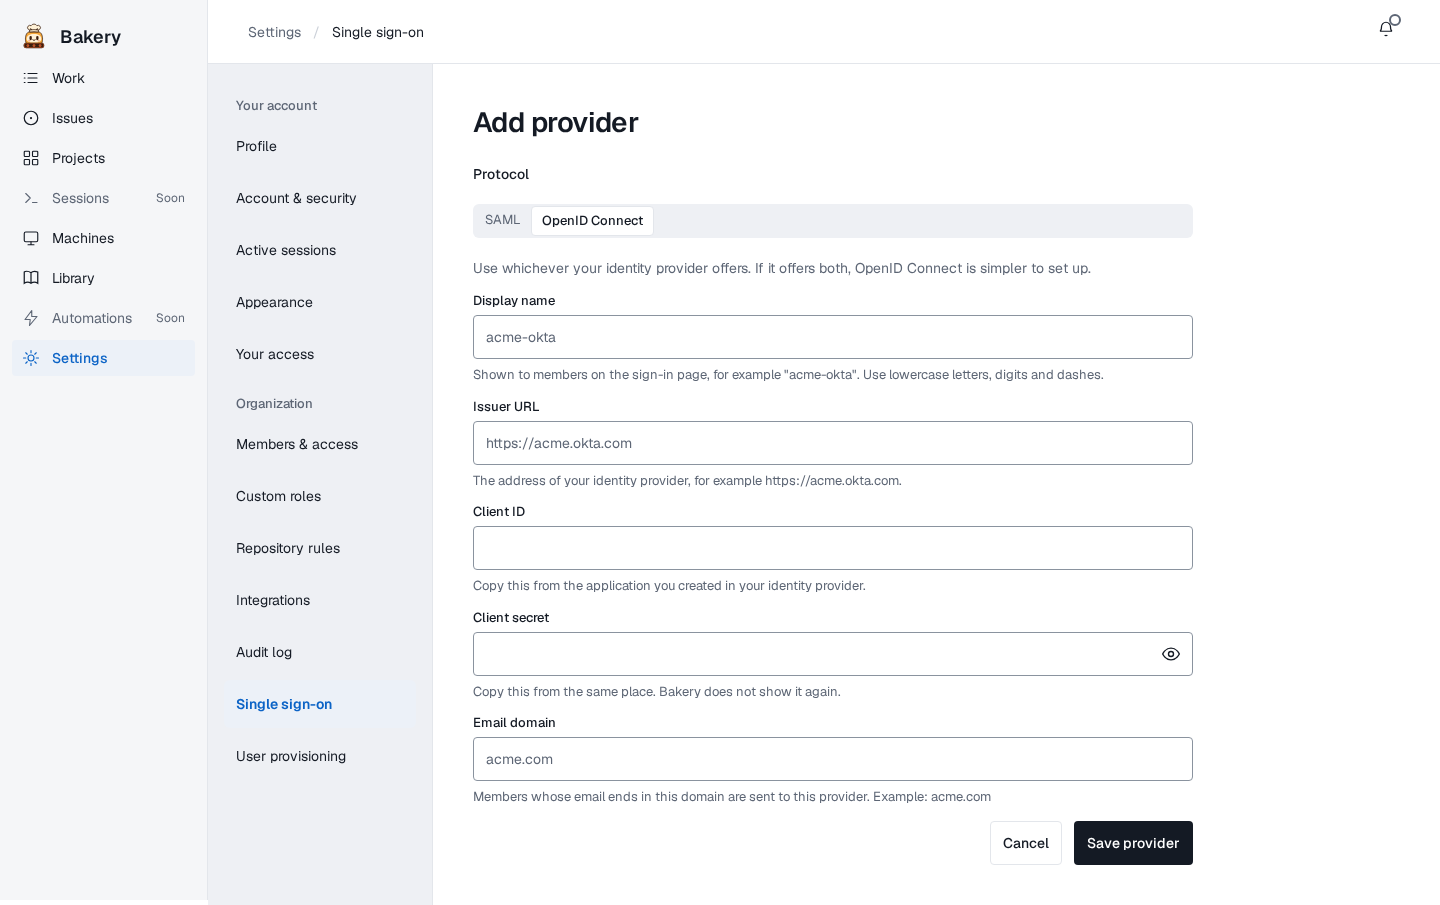 Bakery
Work
Issues
Projects
Sessions Soon
Machines
Library
Automations Soon
Settings
Settings / Single sign-on
Your account
Profile
Account & security
Active sessions
Appearance
Your access
Organization
Members & access
Custom roles
Repository rules
Integrations
Audit log
Single sign-on
User provisioning
Add provider
Protocol
SAML OpenID Connect
Use whichever your identity provider offers. If it offers both, OpenID Connect is simpler to set up.
Display name
acme-okta
Shown to members on the sign-in page, for example "acme-okta". Use lowercase letters, digits and dashes.
Issuer URL
https://acme.okta.com
The address of your identity provider, for example https://acme.okta.com.
Client ID
Copy this from the application you created in your identity provider.
Client secret
Copy this from the same place. Bakery does not show it again.
Email domain
acme.com
Members whose email ends in this domain are sent to this provider. Example: acme.com
Cancel Save provider